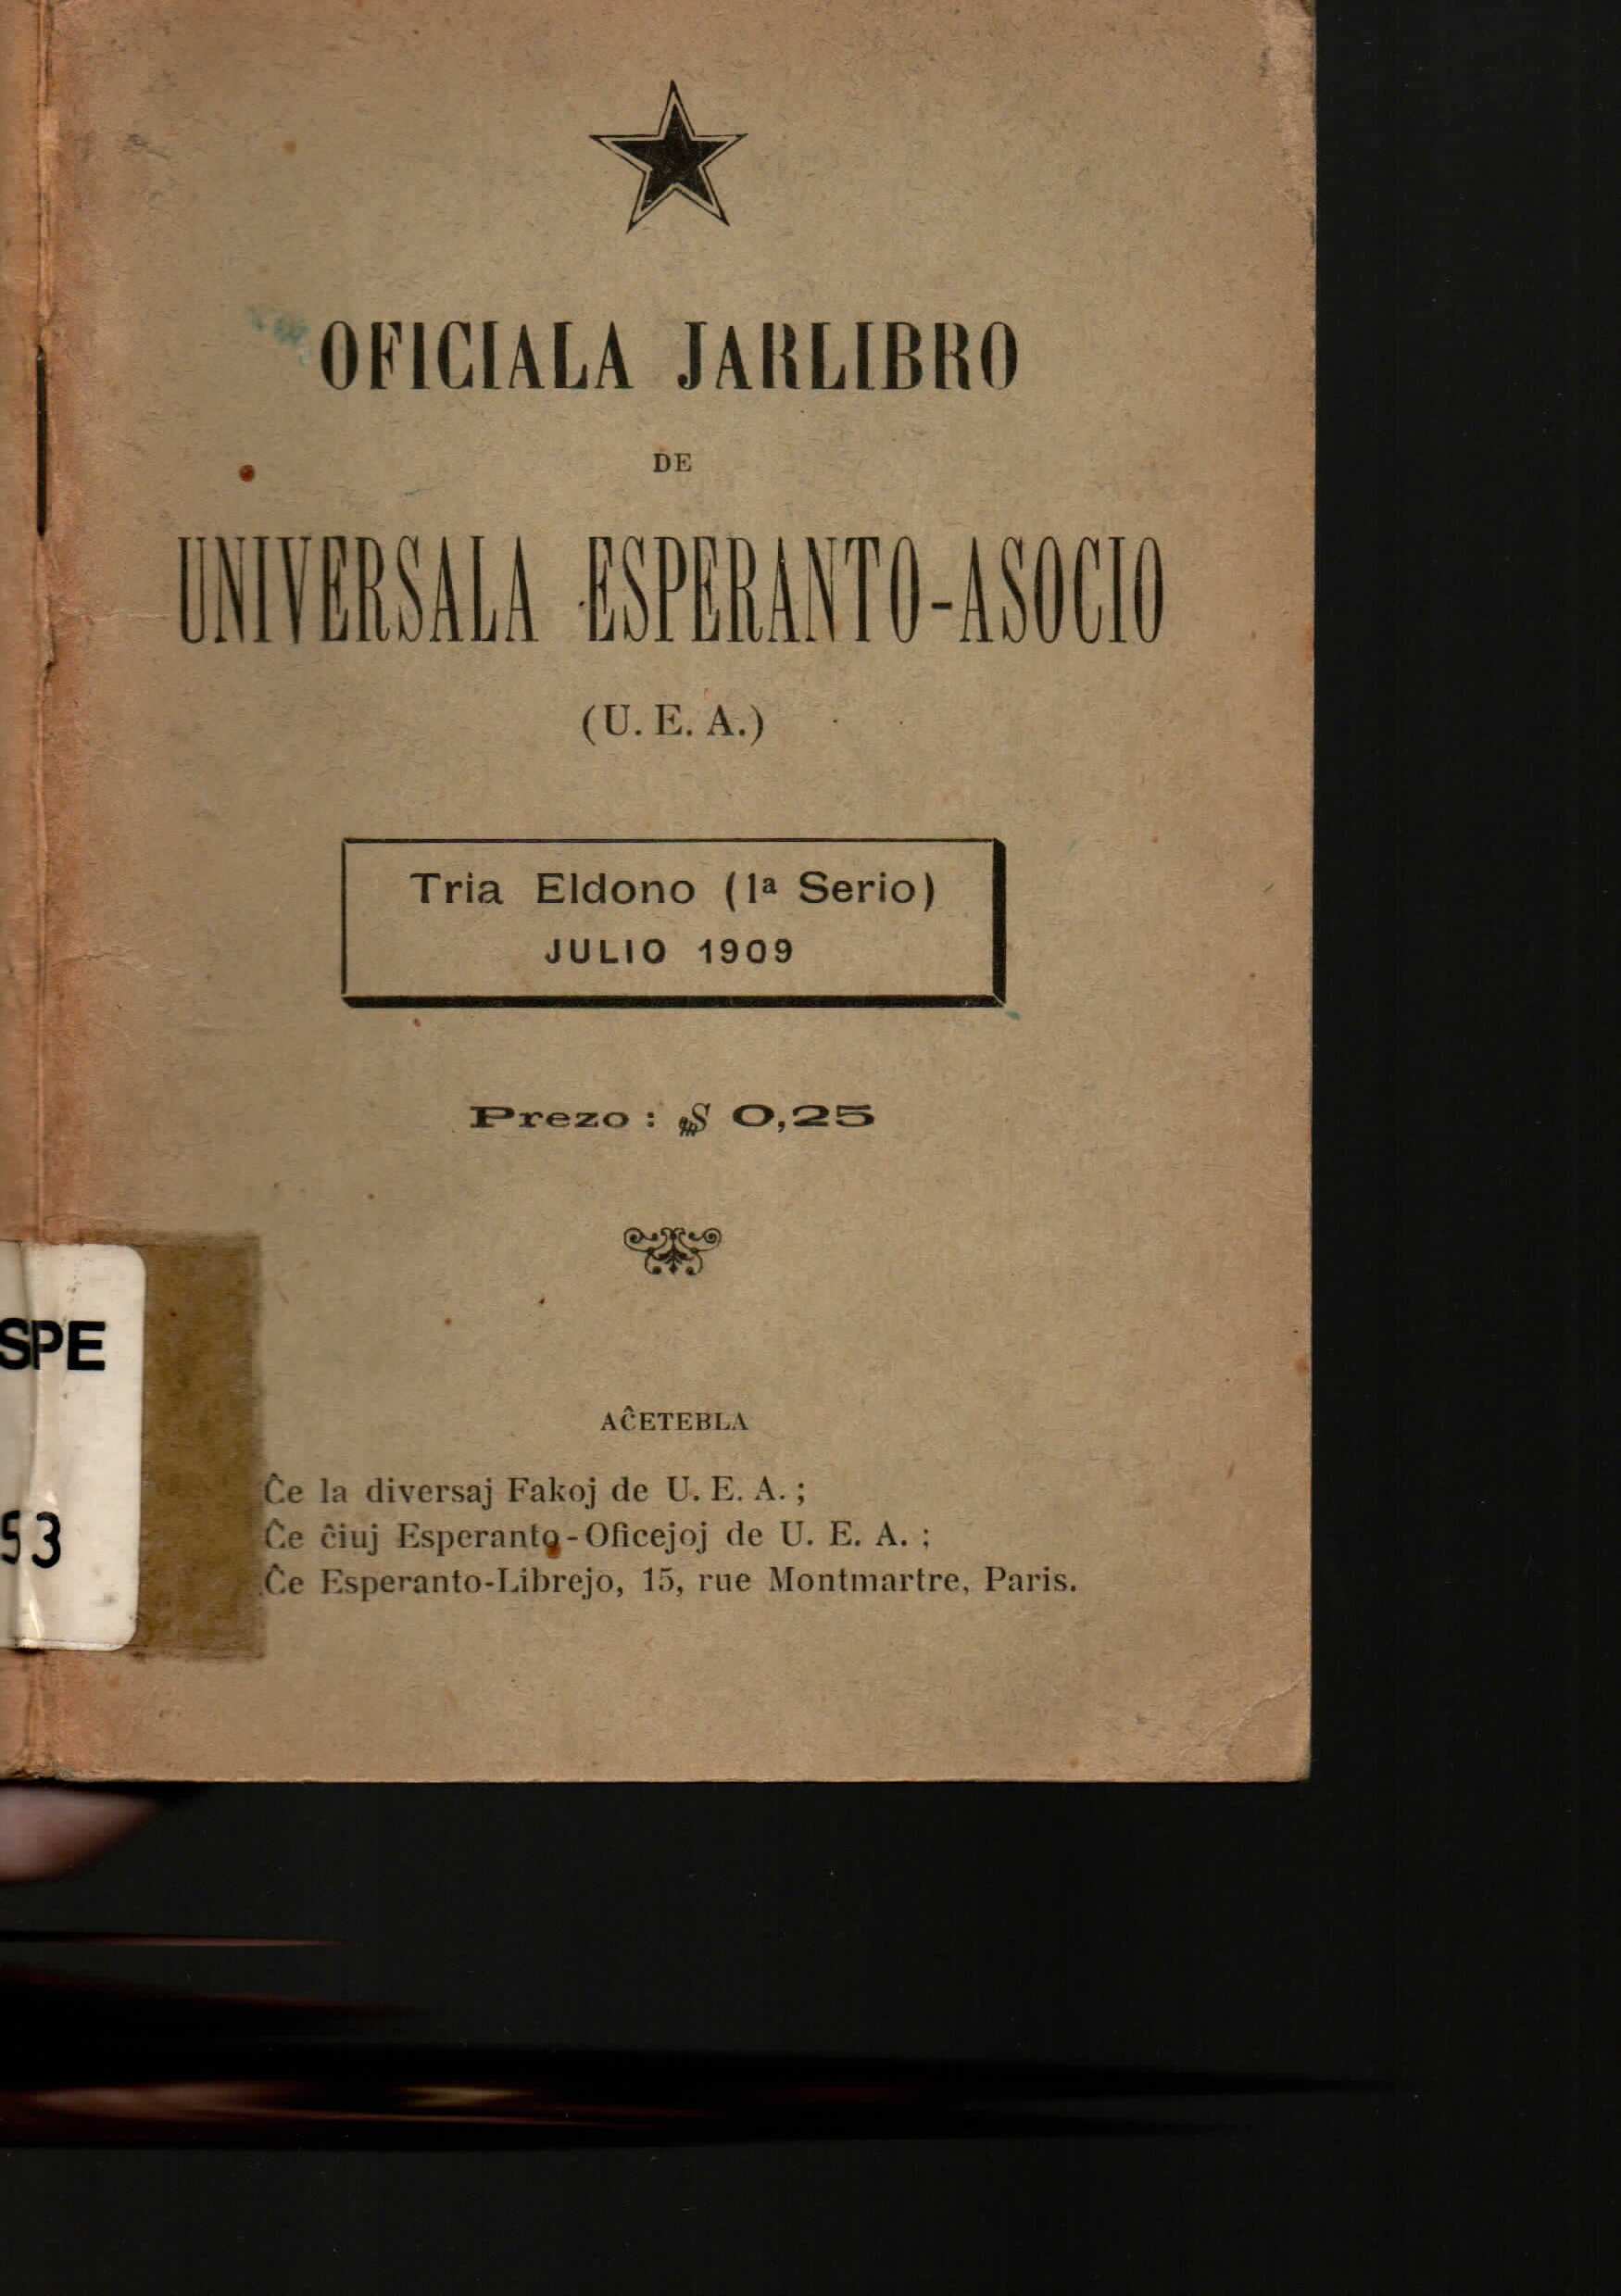 OFICIALA JARLIBRO
DE
UNIVERSALA ESPERANTO-ASOCIO
(U. E. A.)
Tria Eldono (1ª Serio)
JULIO 1909
Prezo : 0,25
SPE
53
AĈETEBLA
Ĉe la diversaj Fakoj de U. E. A. ;
Ĉe ĉiuj Esperanto-Oficejoj de U. E. A. ;
Ĉe Esperanto-Librejo, 15, rue Montmartre, Paris.